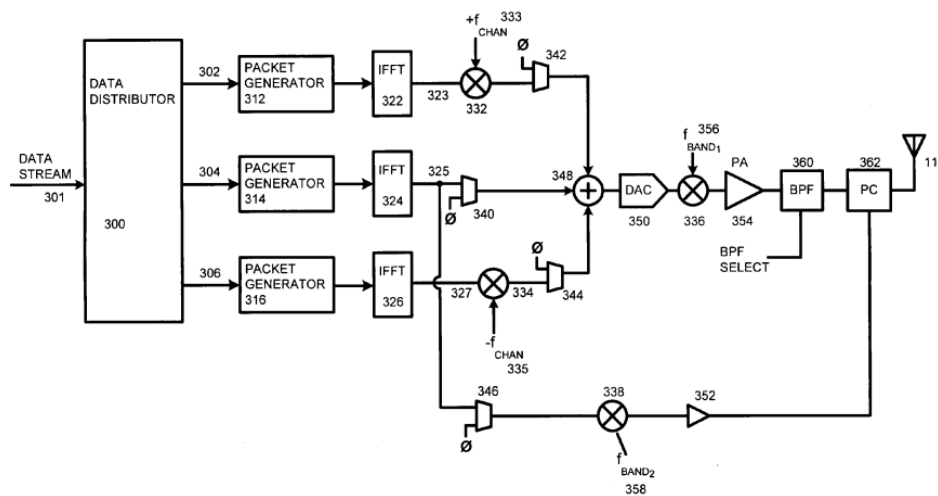 +f CHAN 333
Ø 342
302
PACKET GENERATOR 312
IFFT 322
323
332
DATA DISTRIBUTOR
300
DATA STREAM 301
304
PACKET GENERATOR 314
IFFT 324
325
Ø 340
348
DAC 350
f BAND1 356
336
PA
354
360
BPF
362
PC
11
BPF SELECT
306
PACKET GENERATOR 316
IFFT 326
327
334
Ø
344
-f CHAN 335
346
Ø
338
352
f BAND2
358